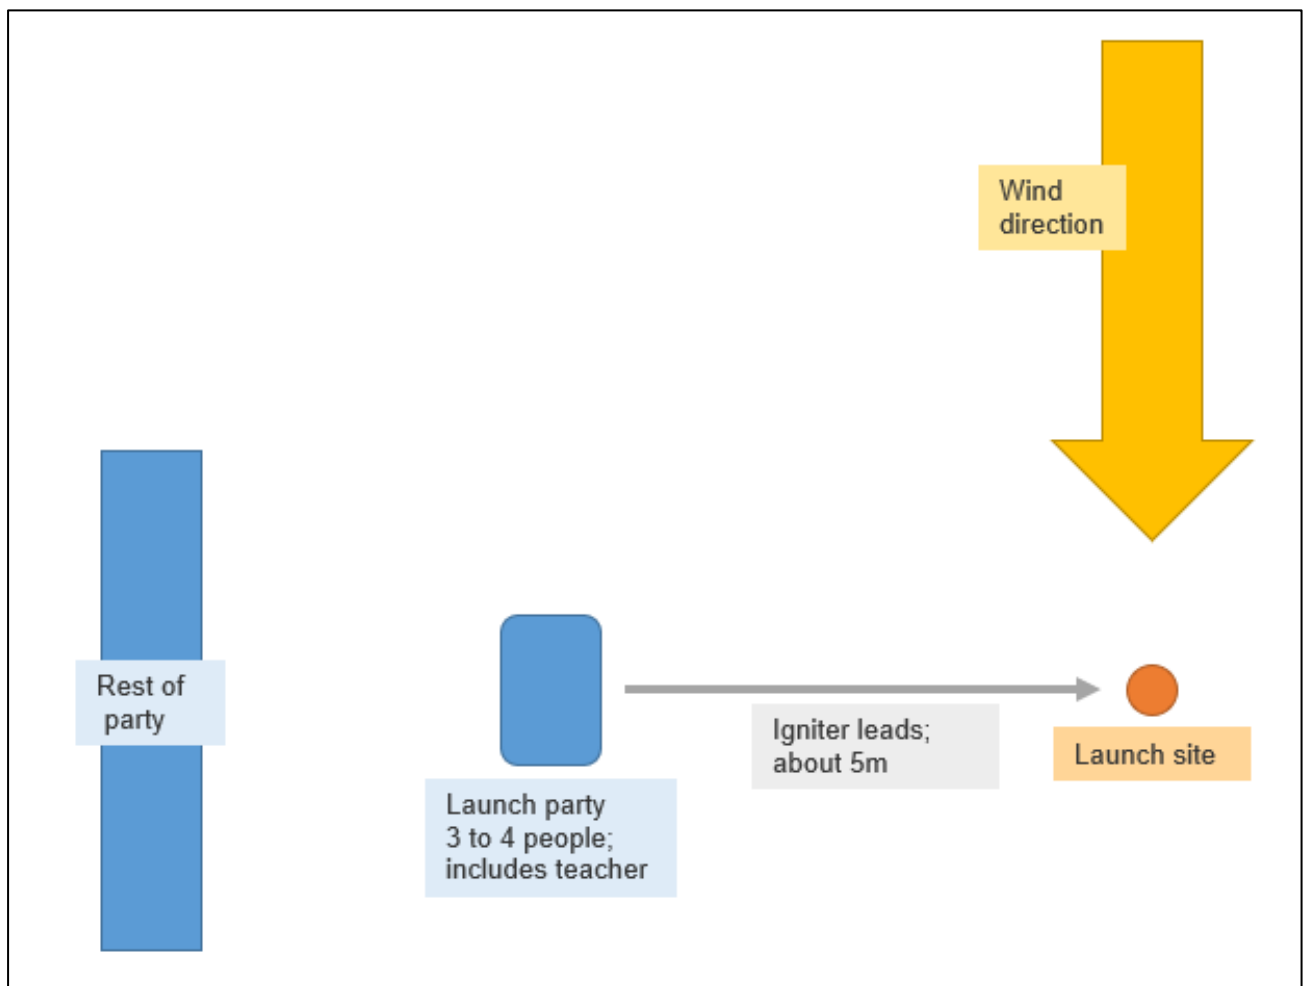 Wind
direction
Rest of
party
Igniter leads;
about 5m
Launch site
Launch party
3 to 4 people;
includes teacher